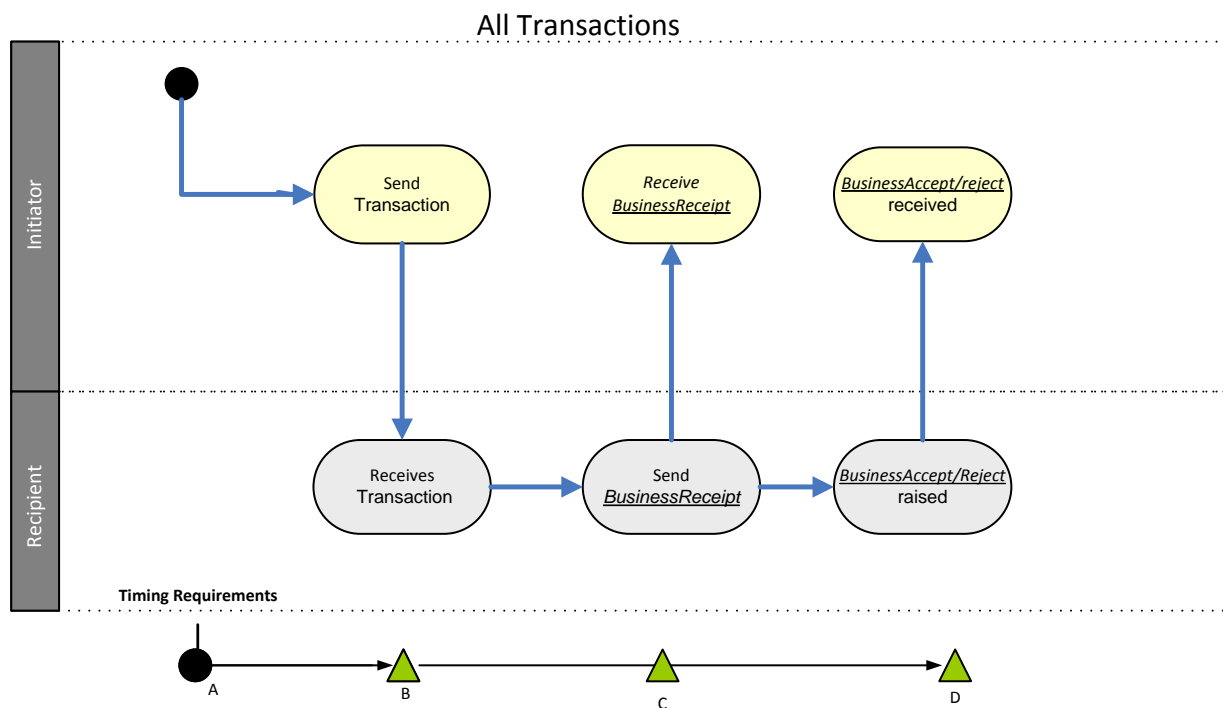 All Transactions
Initiator
Send
Transaction
Receive
BusinessReceipt
BusinessAccept/reject
received
Recipient
Receives
Transaction
Send
BusinessReceipt
BusinessAccept/Reject
raised
Timing Requirements
A
B
C
D